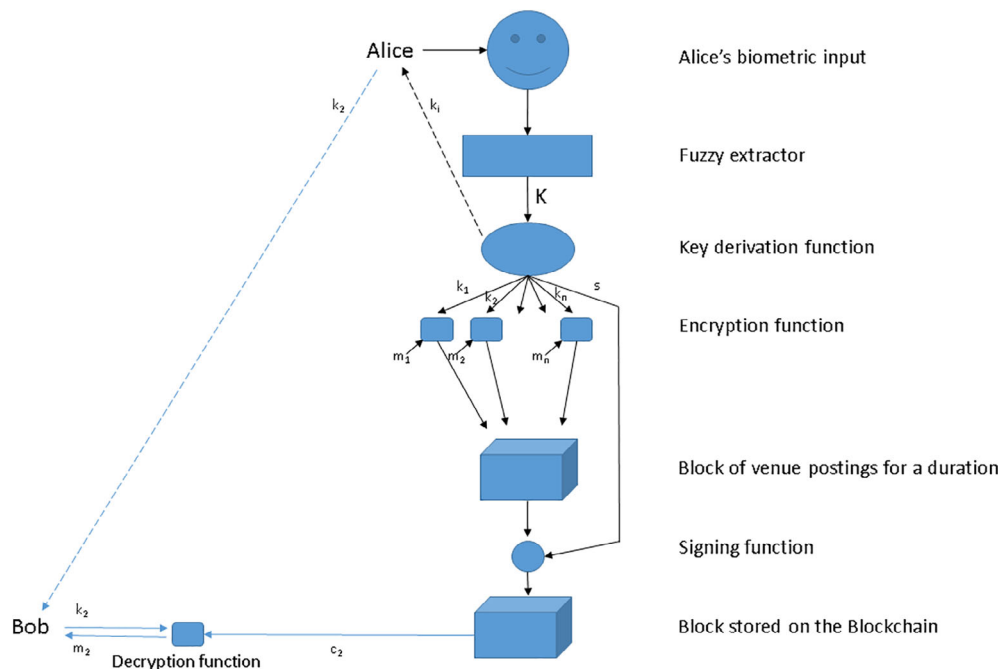 Alice
Alice's biometric input
k₂
kᵢ
Fuzzy extractor
K
Key derivation function
k₁
k₂
kₙ
s
Encryption function
m₁
m₂
mₙ
Block of venue postings for a duration
Signing function
Bob
k₂
m₂
Decryption function
c₂
Block stored on the Blockchain